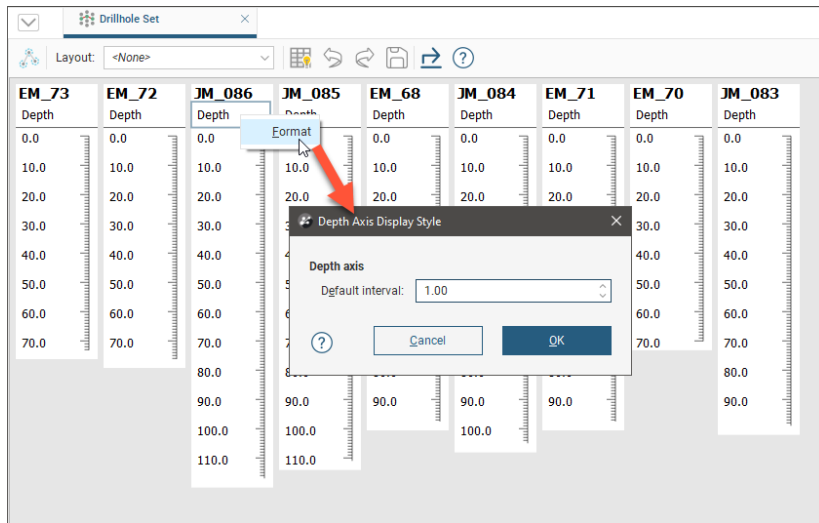 Drillhole Set
Layout: <None>
EM_73 EM_72 JM_086 JM_085 EM_68 JM_084 EM_71 EM_70 JM_083
Depth Depth Depth Depth Depth Depth Depth Depth Depth
Format
0.0 0.0 0.0 0.0 0.0 0.0 0.0 0.0
10.0 10.0 10.0 10.0 10.0 10.0 10.0 10.0 10.0
20.0 20.0 20.0 20.0 20.0 20.0 20.0 20.0 20.0
Depth Axis Display Style
30.0 30.0 30.0 30.0
40.0 40.0 40.0 40.0 40.0
Depth axis
50.0 50.0 50.0 50.0 50.0
Default interval: 1.00
60.0 60.0 60.0 60.0 60.0
70.0 70.0 70.0 70.0 70.0
Cancel OK
80.0 80.0
90.0 90.0 90.0 90.0 90.0 90.0
100.0 100.0 100.0
110.0 110.0